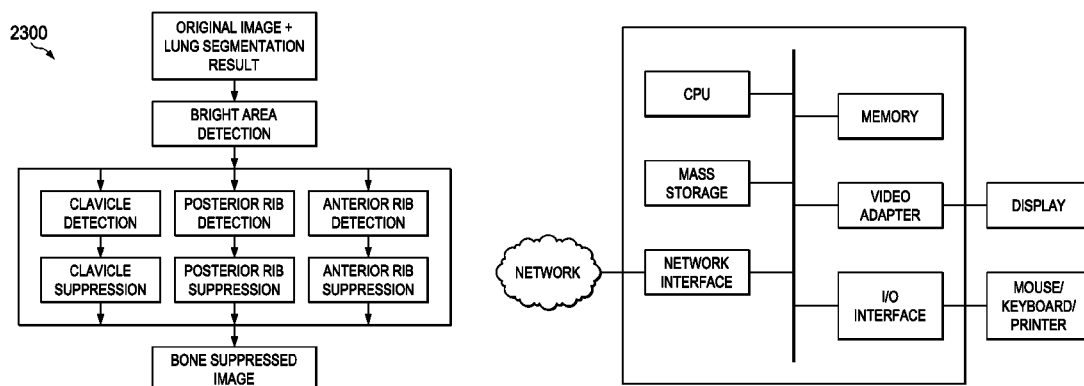 2300
ORIGINAL IMAGE +
LUNG SEGMENTATION
RESULT
BRIGHT AREA
DETECTION
CLAVICLE
DETECTION
POSTERIOR RIB
DETECTION
ANTERIOR RIB
DETECTION
CLAVICLE
SUPPRESSION
POSTERIOR RIB
SUPPRESSION
ANTERIOR RIB
SUPPRESSION
BONE SUPPRESSED
IMAGE
CPU
MEMORY
MASS
STORAGE
VIDEO
ADAPTER
DISPLAY
NETWORK
NETWORK
INTERFACE
I/O
INTERFACE
MOUSE/
KEYBOARD/
PRINTER